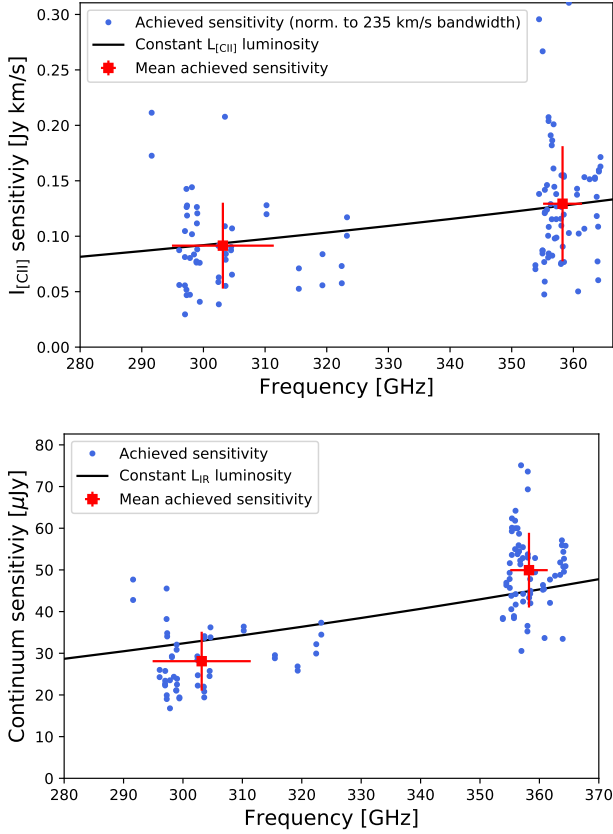 0.30
0.25
0.20
0.15
0.10
0.05
0.00
I[CII] sensitiviy [Jy km/s]
Achieved sensitivity (norm. to 235 km/s bandwidth)
Constant L[CII] luminosity
Mean achieved sensitivity
280 290 300 310 320 330 340 350 360
Frequency [GHz]
80
70
60
50
40
30
20
10
0
Continuum sensitiviy [μJy]
Achieved sensitivity
Constant LIR luminosity
Mean achieved sensitivity
280 290 300 310 320 330 340 350 360 370
Frequency [GHz]